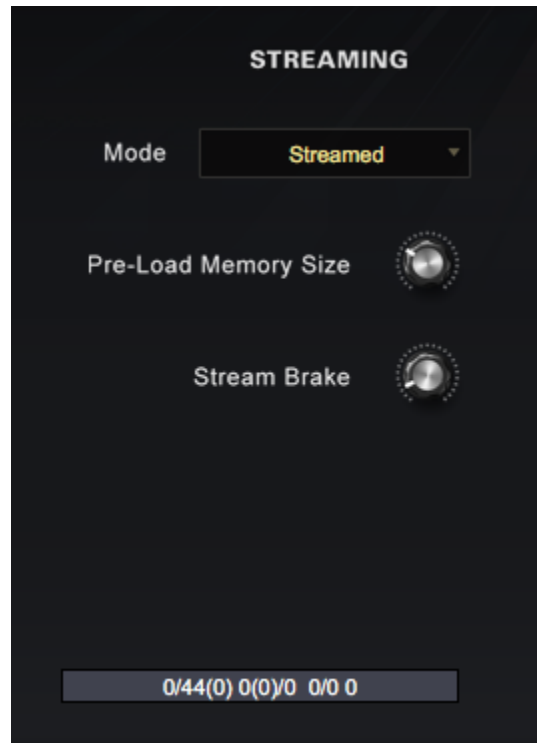 STREAMING
Mode Streamed
Pre-Load Memory Size
Stream Brake
0/44(0) 0(0)/0 0/0 0